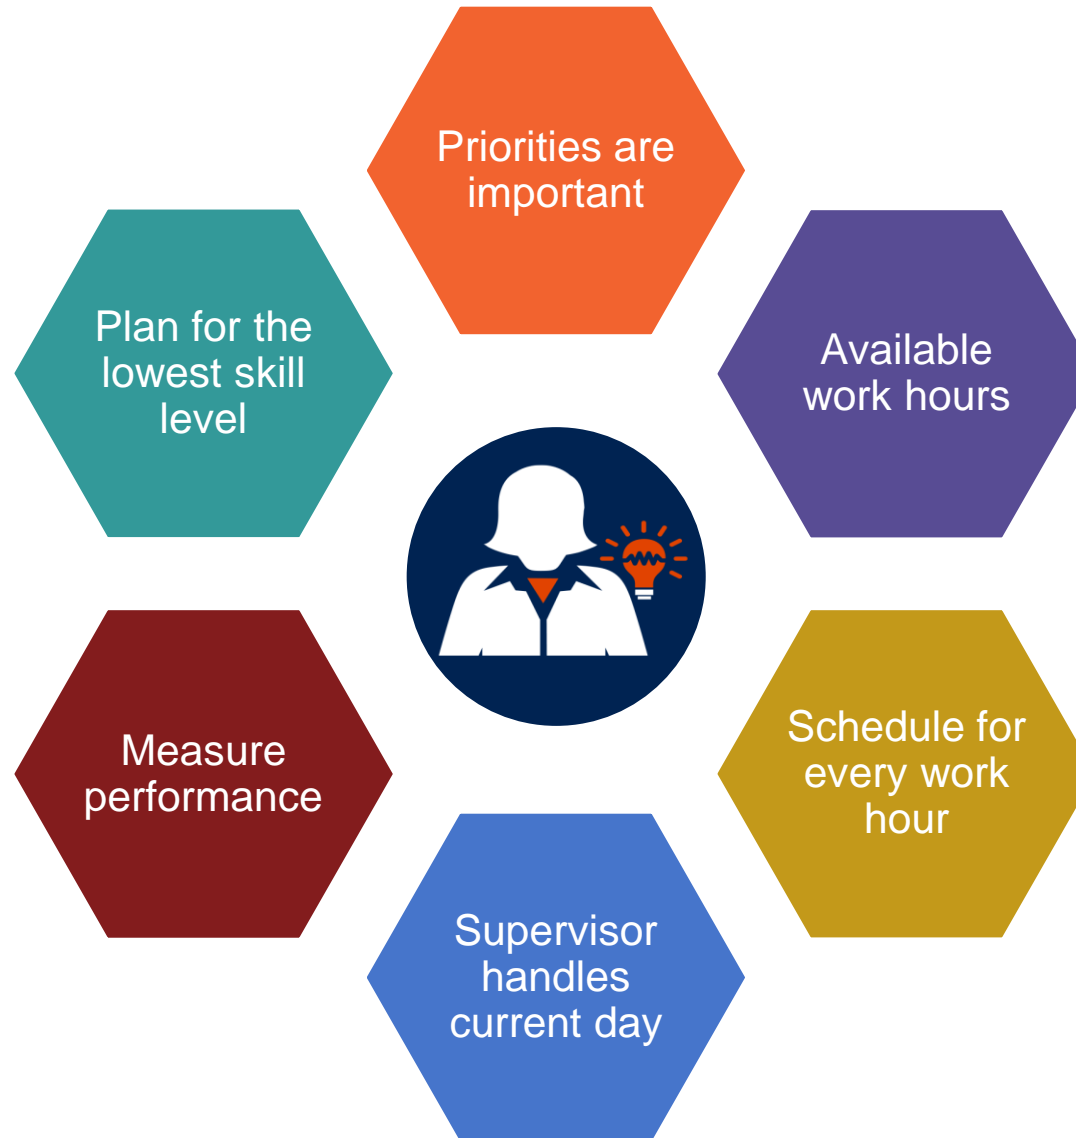 Priorities are
important
Plan for the
lowest skill
level
Available
work hours
Measure
performance
Schedule for
every work
hour
Supervisor
handles
current day